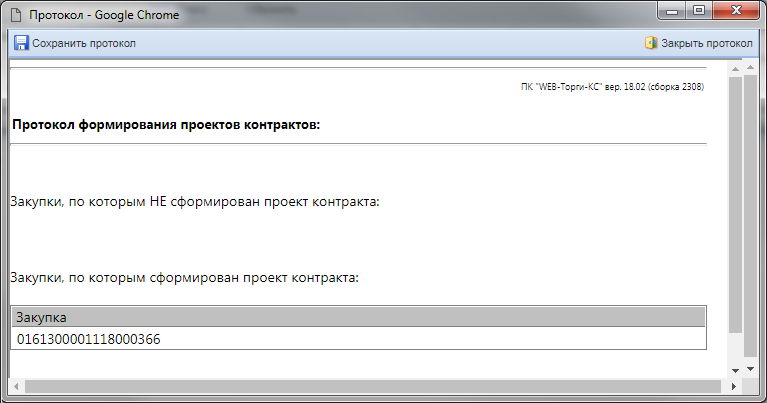 Протокол - Google Chrome
Сохранить протокол
Закрыть протокол
ПК "WEB-Торги-КС" вер. 18.02 (сборка 2308)
Протокол формирования проектов контрактов:
Закупки, по которым НЕ сформирован проект контракта:
Закупки, по которым сформирован проект контракта:
Закупка
0161300001118000366